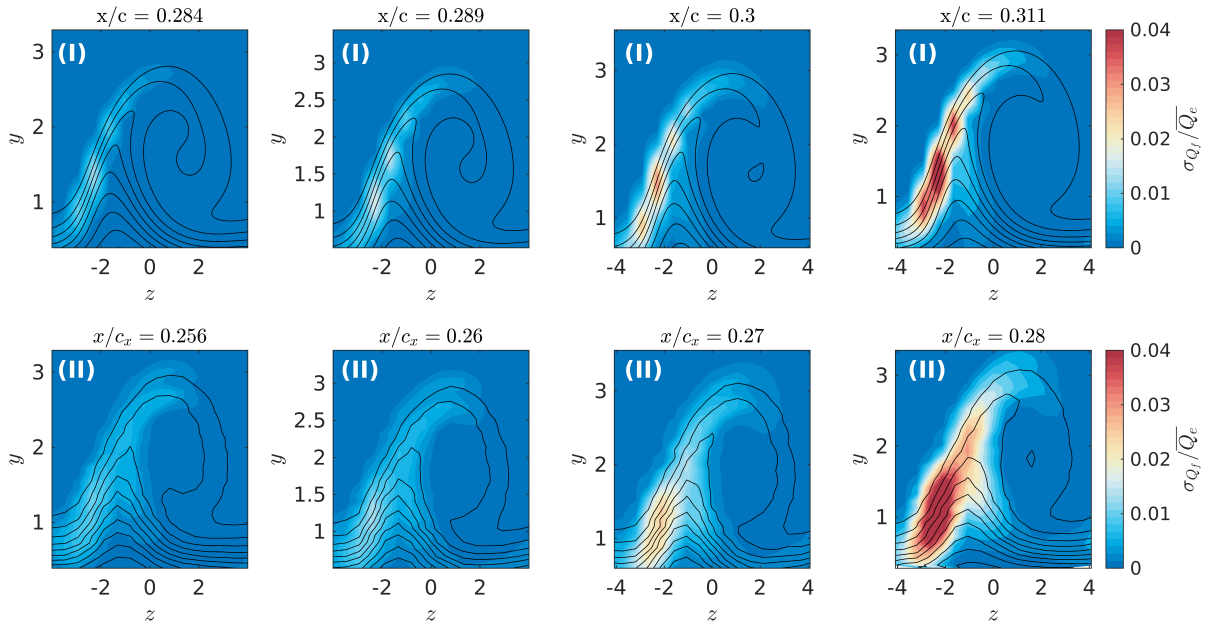 x/c = 0.284
x/c = 0.289
x/c = 0.3
x/c = 0.311
(I)
(I)
(I)
(I)
3
2
1
y
-2 0 2
z
3
2.5
2
1.5
1
y
-2 0 2
z
3
2
1
y
-4 -2 0 2 4
z
3
2
1
y
-4 -2 0 2 4
z
0.04
0.03
0.02
0.01
0
σ_{Q_f}/\overline{Q_e}
x/c_x = 0.256
x/c_x = 0.26
x/c_x = 0.27
x/c_x = 0.28
(II)
(II)
(II)
(II)
3
2
1
y
-2 0 2
z
3
2.5
2
1.5
1
y
-2 0 2
z
3
2
1
y
-4 -2 0 2 4
z
3
2
1
y
-4 -2 0 2 4
z
0.04
0.03
0.02
0.01
0
σ_{Q_f}/\overline{Q_e}